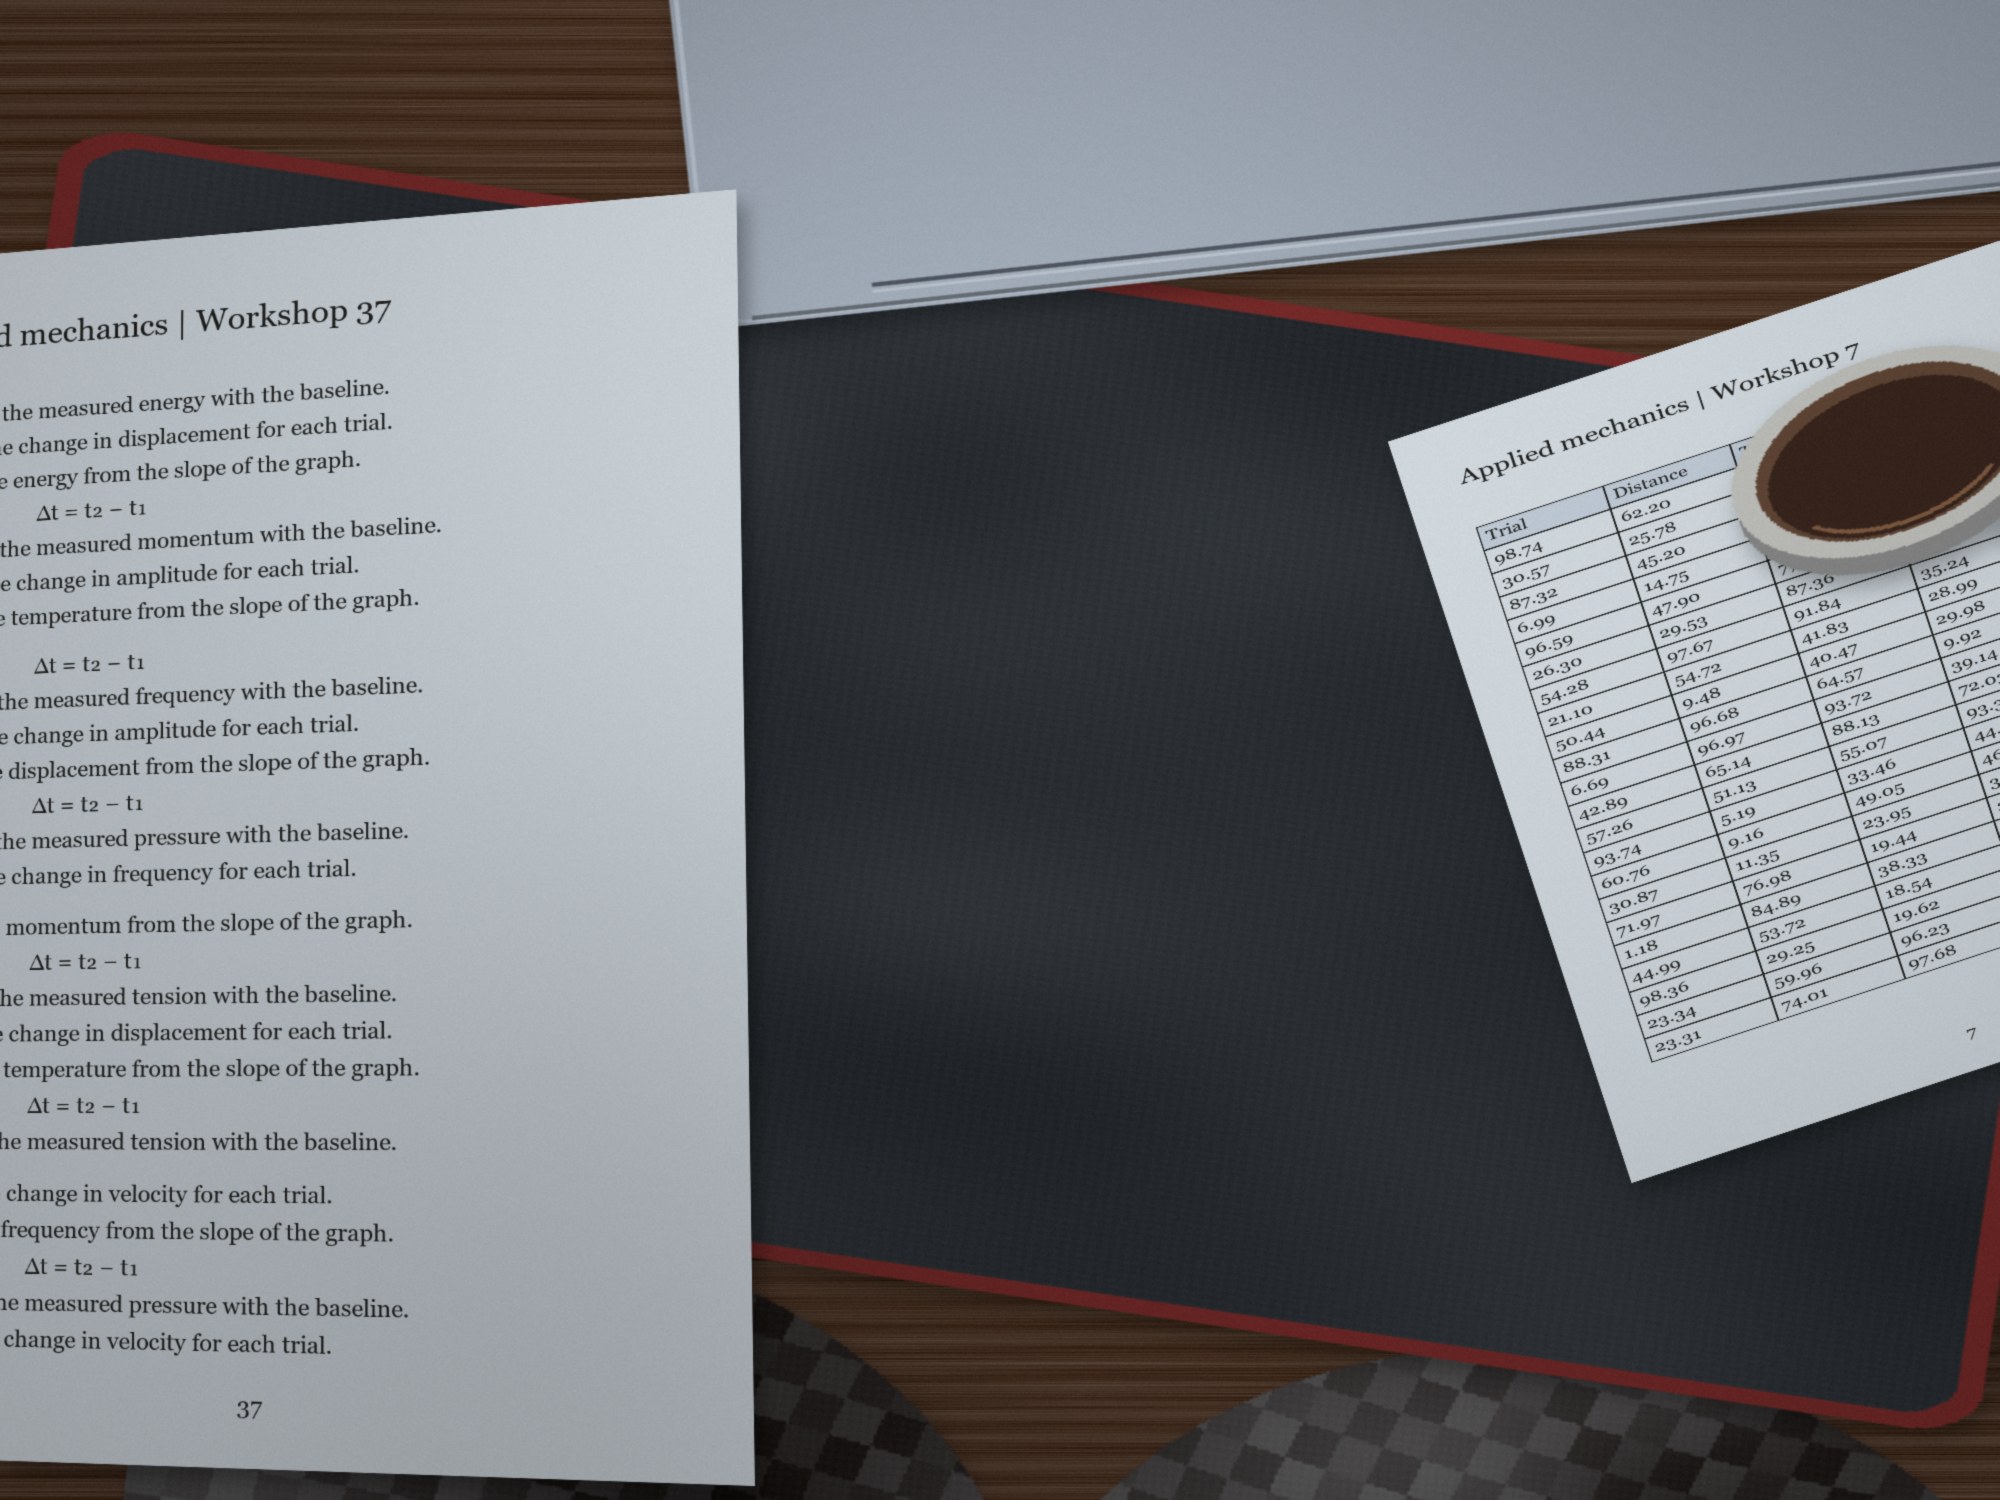 d mechanics | Workshop 37
the measured energy with the baseline.
change in displacement for each trial.
energy from the slope of the graph.
Δt = t2 − t1
the measured momentum with the baseline.
change in amplitude for each trial.
temperature from the slope of the graph.
Δt = t2 − t1
the measured frequency with the baseline.
change in amplitude for each trial.
displacement from the slope of the graph.
Δt = t2 − t1
the measured pressure with the baseline.
change in frequency for each trial.
momentum from the slope of the graph.
Δt = t2 − t1
he measured tension with the baseline.
change in displacement for each trial.
temperature from the slope of the graph.
Δt = t2 − t1
he measured tension with the baseline.
change in velocity for each trial.
frequency from the slope of the graph.
Δt = t2 − t1
measured pressure with the baseline.
change in velocity for each trial.
37
Applied mechanics | Workshop 7
Trial Distance
98.74 62.20
30.57 25.78
87.32 45.20
6.99 14.75
96.59 47.90
26.30 29.53 87.36
54.28 97.67 91.84 35.24
21.10 54.72 41.83 28.99
50.44 9.48 40.47 29.98
88.31 96.68 64.57 9.92
6.69 96.97 93.72 39.14
42.89 65.14 88.13
57.26 51.13 55.07
93.74 5.19 33.46
60.76 9.16 49.05
30.87 11.35 23.95
71.97 76.98 19.44
1.18 84.89 38.33
44.99 53.72 18.54
98.36 29.25 19.62
23.34 59.96 96.23
23.31 74.01 97.68
7